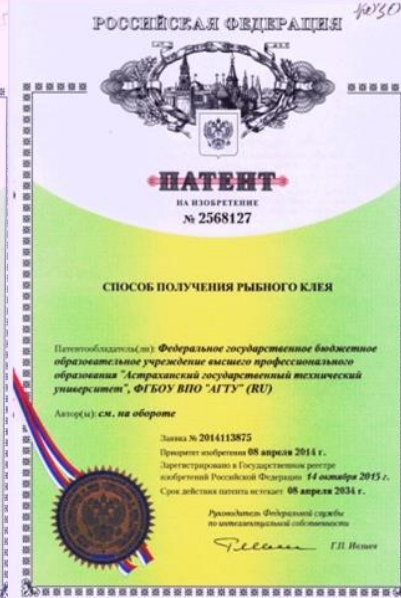 РОССИЙСКАЯ ФЕДЕРАЦИЯ
ПАТЕНТ
НА ИЗОБРЕТЕНИЕ
№ 2568127
СПОСОБ ПОЛУЧЕНИЯ РЫБНОГО КЛЕЯ
Патентообладатель(ли): Федеральное государственное бюджетное
образовательное учреждение высшего профессионального
образования "Астраханский государственный технический
университет", ФГБОУ ВПО "АГТУ" (RU)
Автор(ы): см. на обороте
Заявка № 2014113875
Приоритет изобретения 08 апреля 2014 г.
Зарегистрировано в Государственном реестре
изобретений Российской Федерации 14 октября 2015 г.
Срок действия патента истекает 08 апреля 2034 г.
Руководитель Федеральной службы
по интеллектуальной собственности
Г.П. Ивлиев